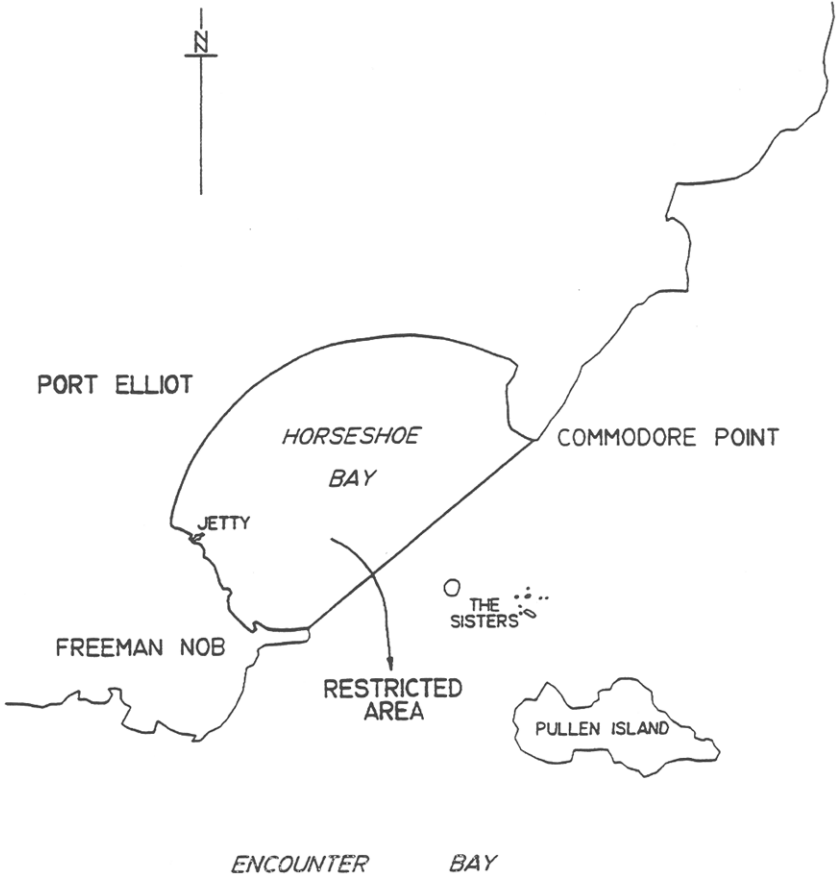 N
PORT ELLIOT
HORSESHOE
BAY
COMMODORE POINT
JETTY
THE
SISTERS
FREEMAN NOB
RESTRICTED
AREA
PULLEN ISLAND
ENCOUNTER BAY